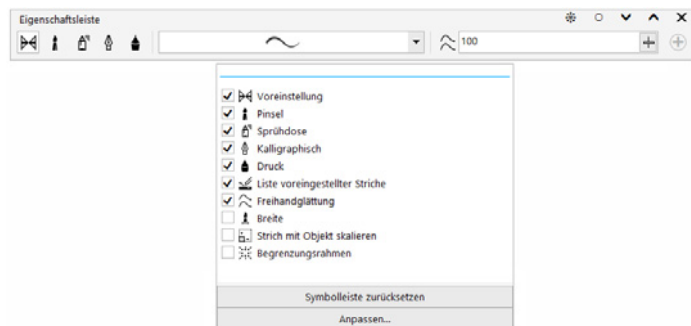 Eigenschaftsleiste
100
Voreinstellung
Pinsel
Sprühdose
Kalligraphisch
Druck
Liste voreingestellter Striche
Freihandglättung
Breite
Strich mit Objekt skalieren
Begrenzungsrahmen
Symbolleiste zurücksetzen
Anpassen...